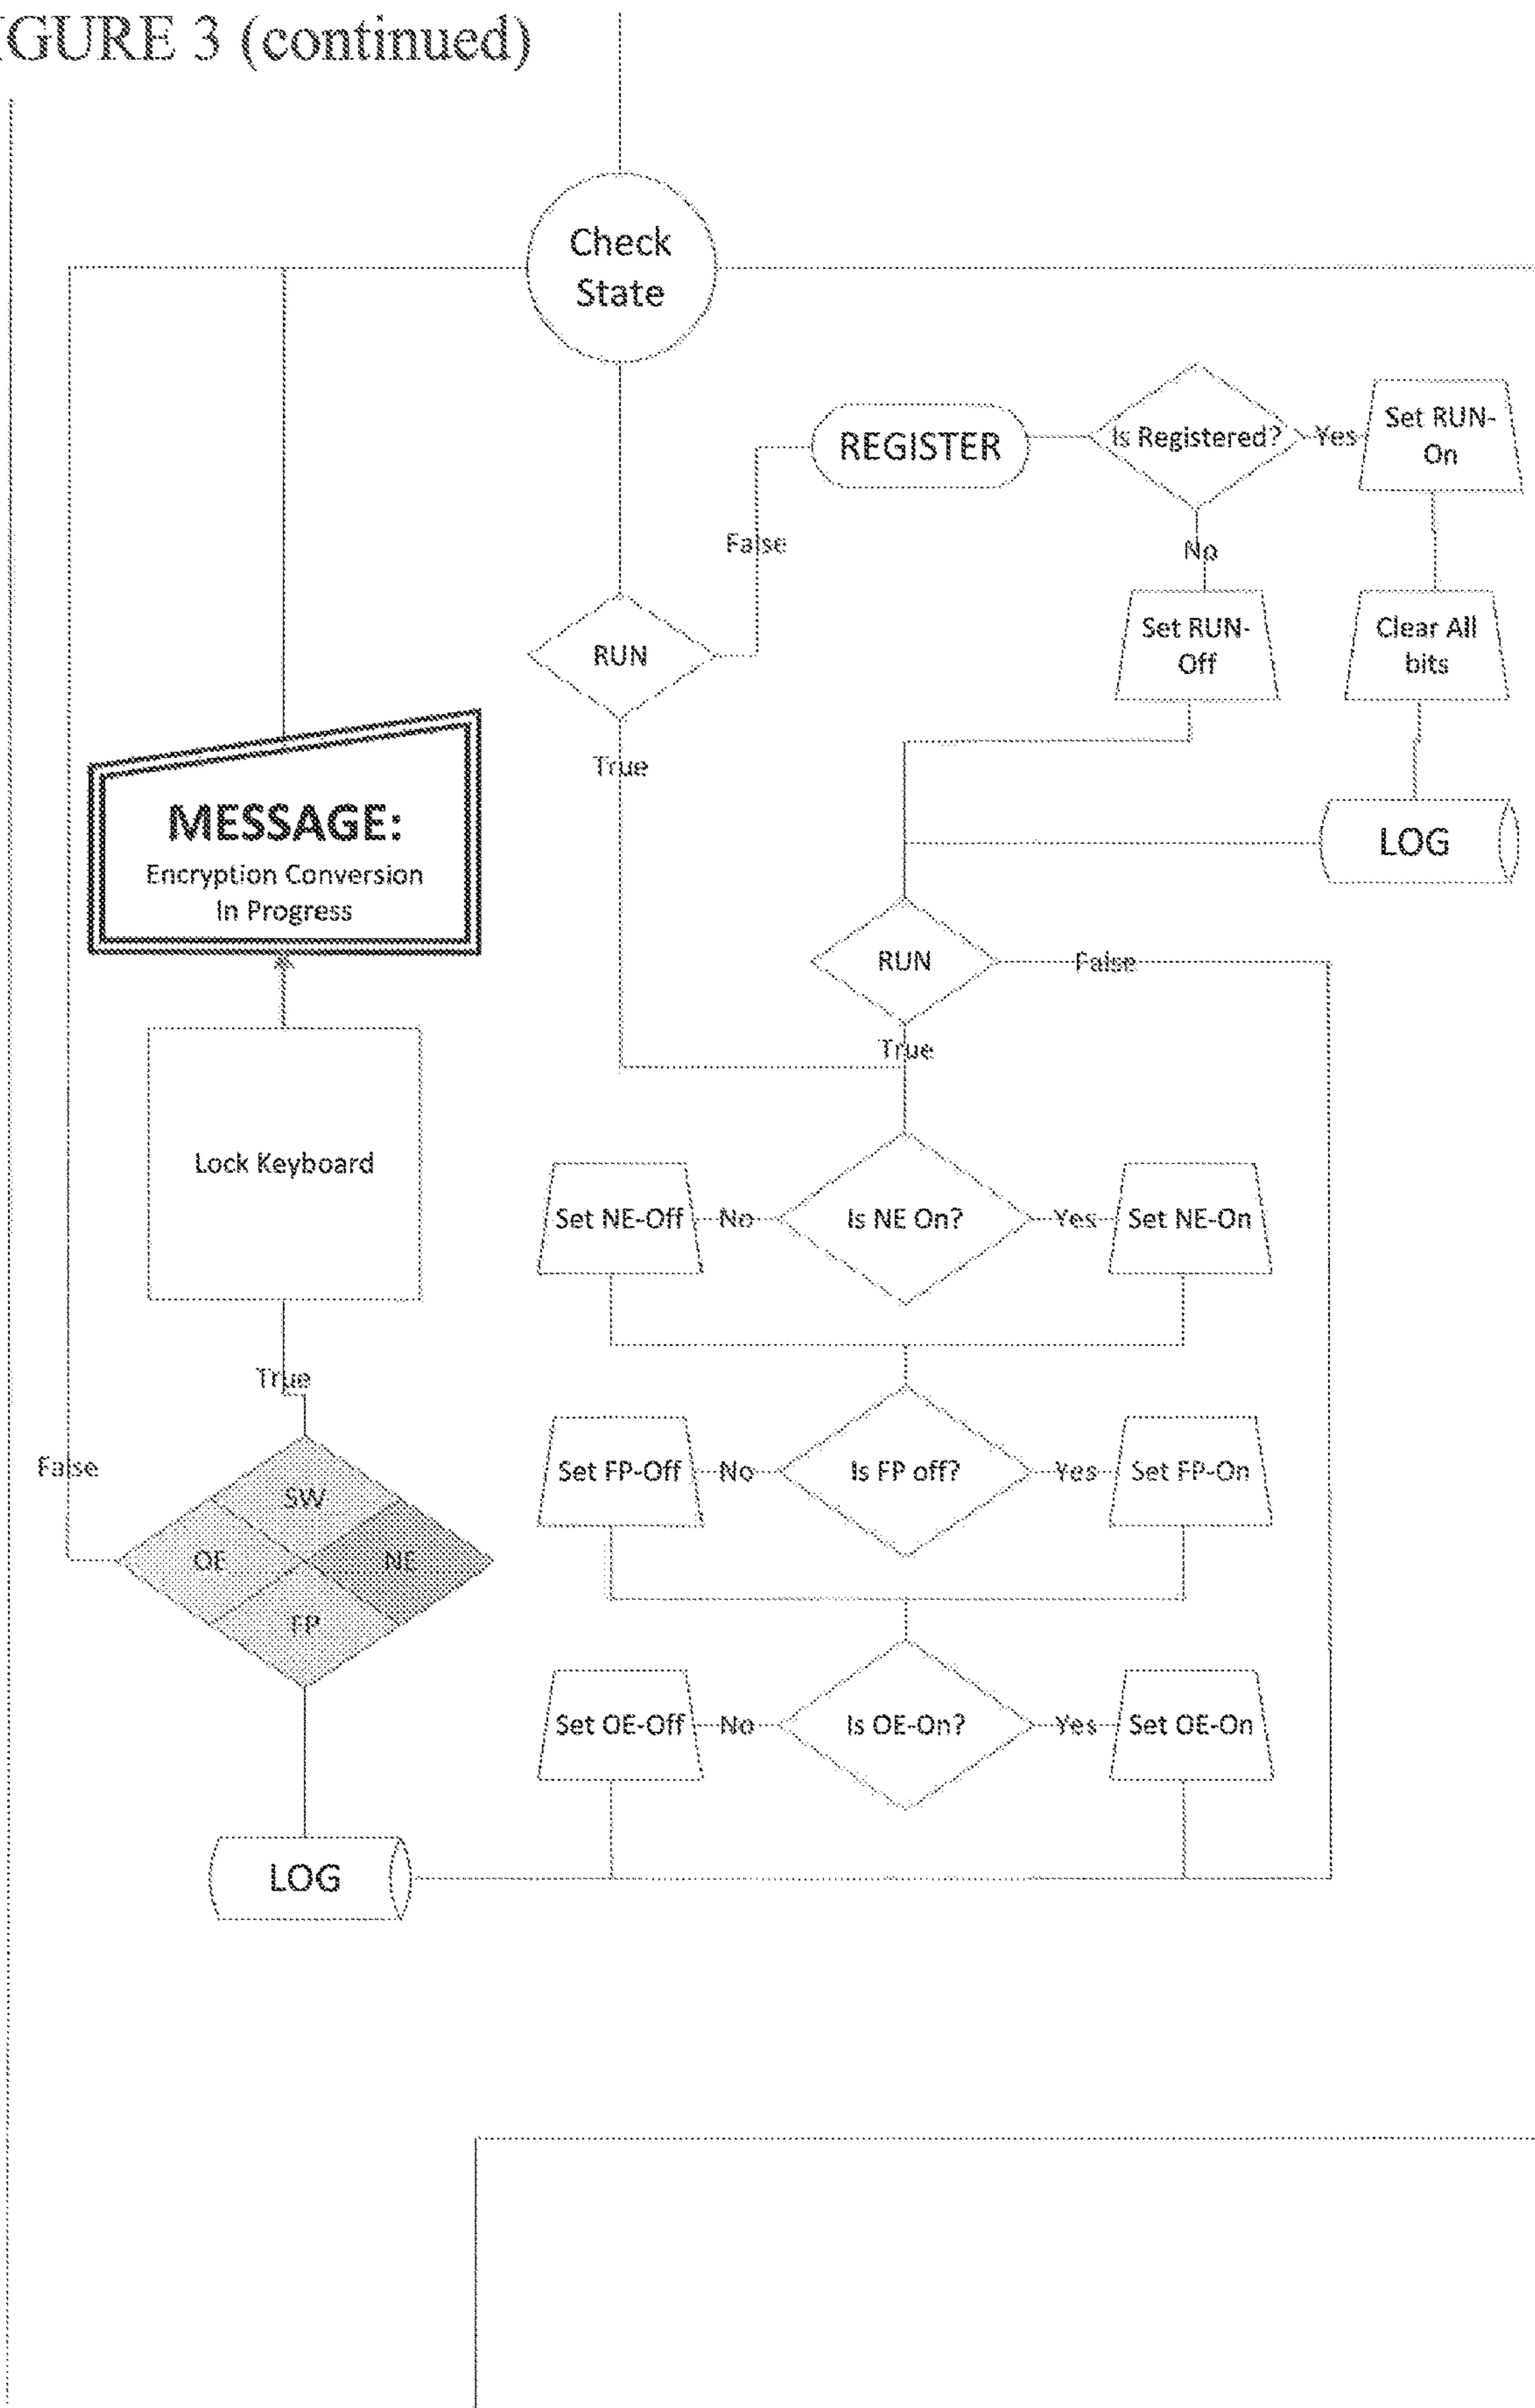 IGURE 3 (continued)
Check
State
REGISTER
Is Registered?
Yes
Set RUN-
On
False
No
RUN
Set RUN-
Off
Clear All
bits
True
MESSAGE:
Encryption Conversion
In Progress
LOG
RUN
False
True
Lock Keyboard
Set NE-Off
No
Is NE On?
Yes
Set NE-On
True
False
SW
OE
NE
FP
Set FP-Off
No
Is FP off?
Yes
Set FP-On
Set OE-Off
No
Is OE-On?
Yes
Set OE-On
LOG